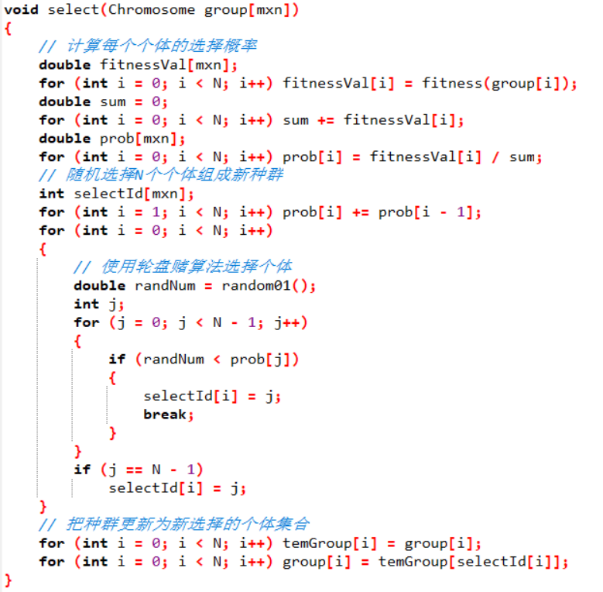 void select(Chromosome group[mxn])
{
// 计算每个个体的选择概率
double fitnessVal[mxn];
for (int i = 0; i < N; i++) fitnessVal[i] = fitness(group[i]);
double sum = 0;
for (int i = 0; i < N; i++) sum += fitnessVal[i];
double prob[mxn];
for (int i = 0; i < N; i++) prob[i] = fitnessVal[i] / sum;
// 随机选择N个个体组成新种群
int selectId[mxn];
for (int i = 1; i < N; i++) prob[i] += prob[i - 1];
for (int i = 0; i < N; i++)
{
// 使用轮盘赌算法选择个体
double randNum = random01();
int j;
for (j = 0; j < N - 1; j++)
{
if (randNum < prob[j])
{
selectId[i] = j;
break;
}
}
if (j == N - 1)
selectId[i] = j;
}
// 把种群更新为新选择的个体集合
for (int i = 0; i < N; i++) temGroup[i] = group[i];
for (int i = 0; i < N; i++) group[i] = temGroup[selectId[i]];
}